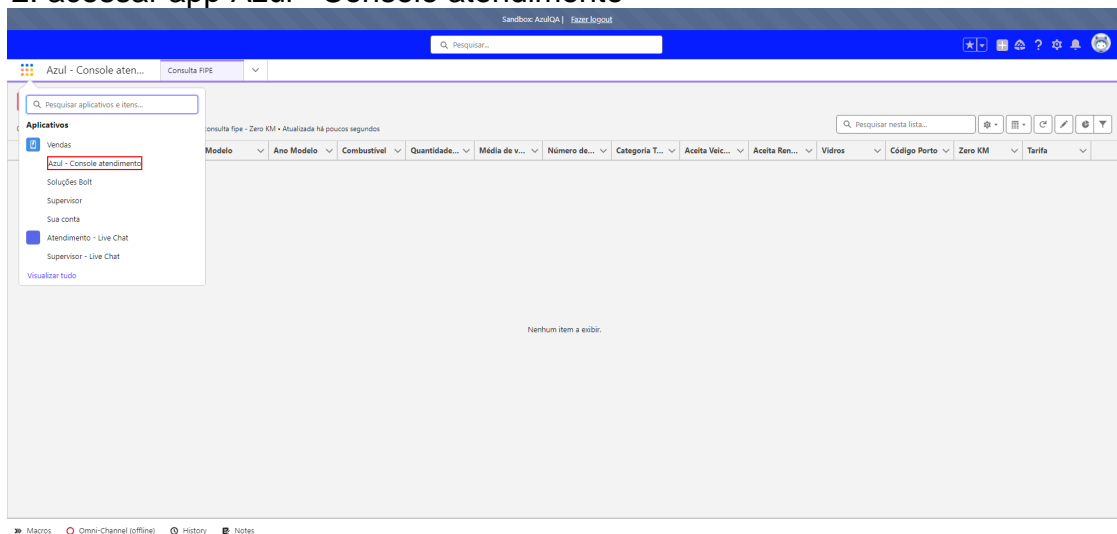 2. acessar app Azul - Console atendimento
Sandbox: AzulQA | Fazer logout
Pesquisar...
Azul - Console aten...
Consulta FIPE
Pesquisar aplicativos e itens...
Aplicativos
Vendas
Azul - Console atendimento
Soluções Bolt
Supervisor
Sua conta
Atendimento - Live Chat
Supervisor - Live Chat
Visualizar tudo
consulta fipe - Zero KM • Atualizada há poucos segundos
Pesquisar nesta lista...
Modelo Ano Modelo Combustível Quantidade... Média de v... Número de... Categoria T... Aceita Veic... Aceita Ren... Vidros Código Porto Zero KM Tarifa
Nenhum item a exibir.
Macros Omni-Channel (offline) History Notes